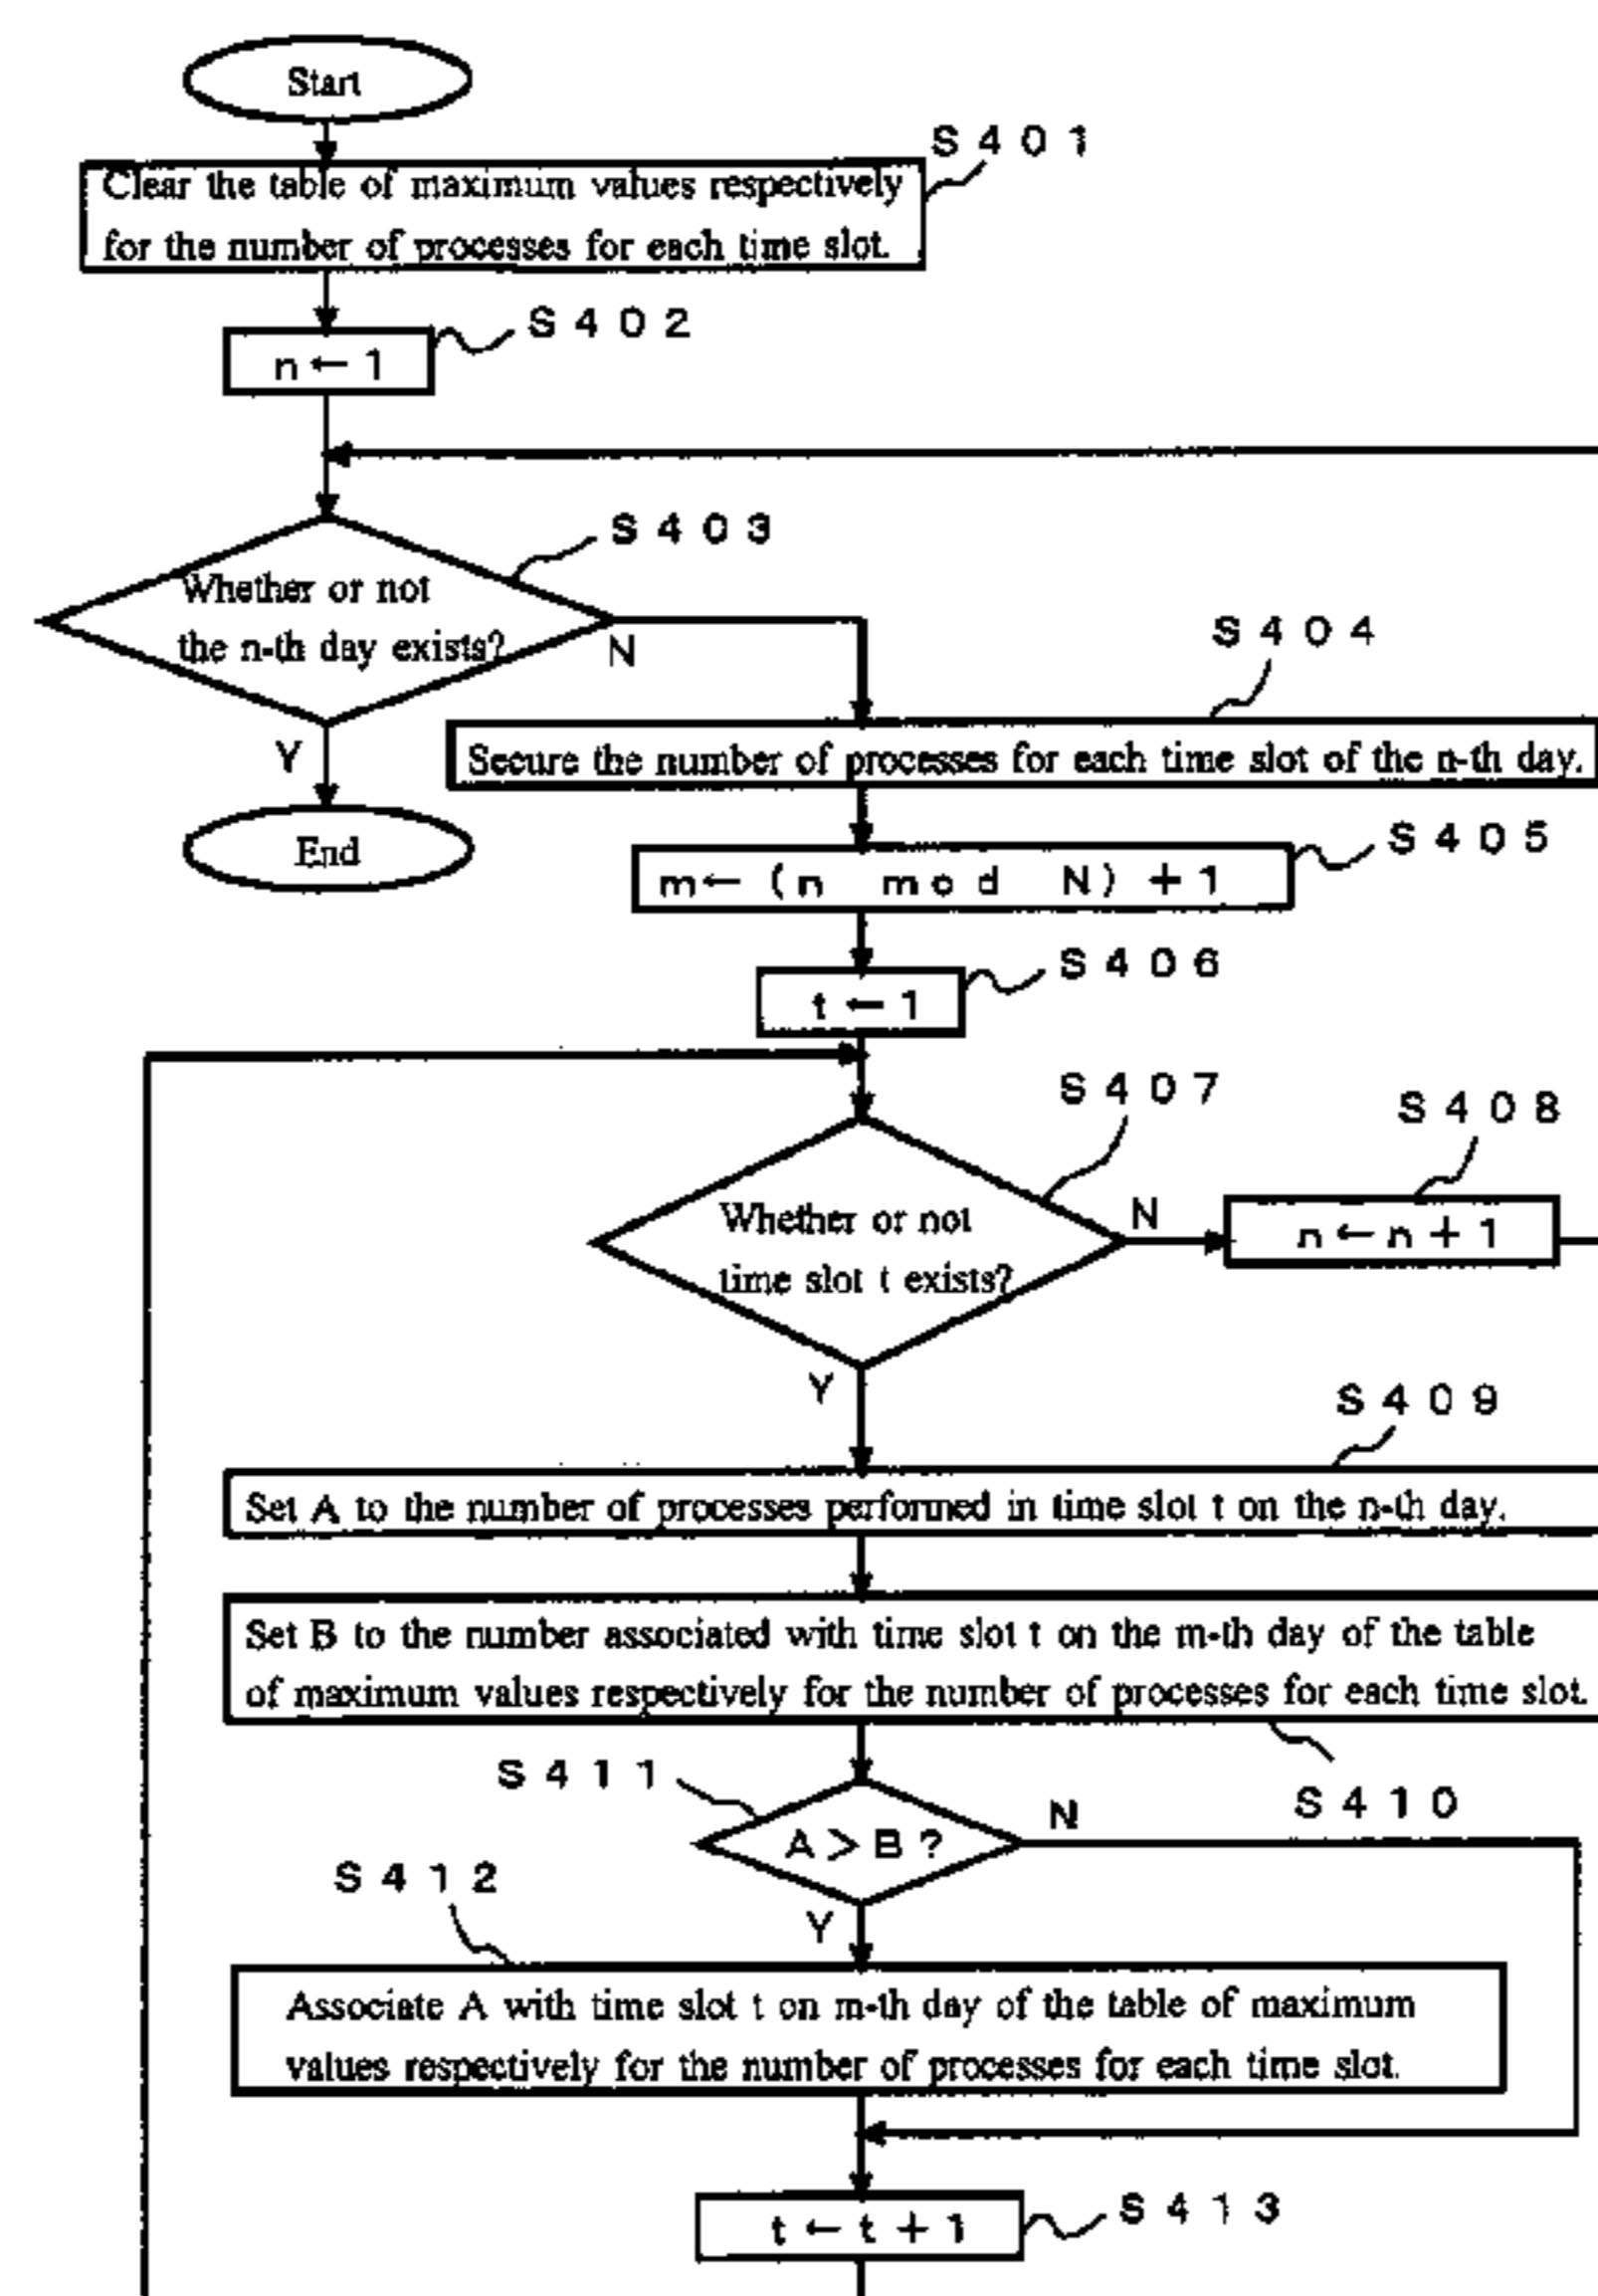 Start
S401
Clear the table of maximum values respectively
for the number of processes for each time slot.
S402
n←1
S403
Whether or not
the n-th day exists?
N
Y
End
S404
Secure the number of processes for each time slot of the n-th day.
S405
m← (n mod N) +1
S406
t←1
S407
Whether or not
time slot t exists?
N
S408
n←n+1
Y
S409
Set A to the number of processes performed in time slot t on the n-th day.
Set B to the number associated with time slot t on the m-th day of the table
of maximum values respectively for the number of processes for each time slot.
S410
S411
A>B?
N
Y
S412
Associate A with time slot t on m-th day of the table of maximum
values respectively for the number of processes for each time slot.
t←t+1
S413